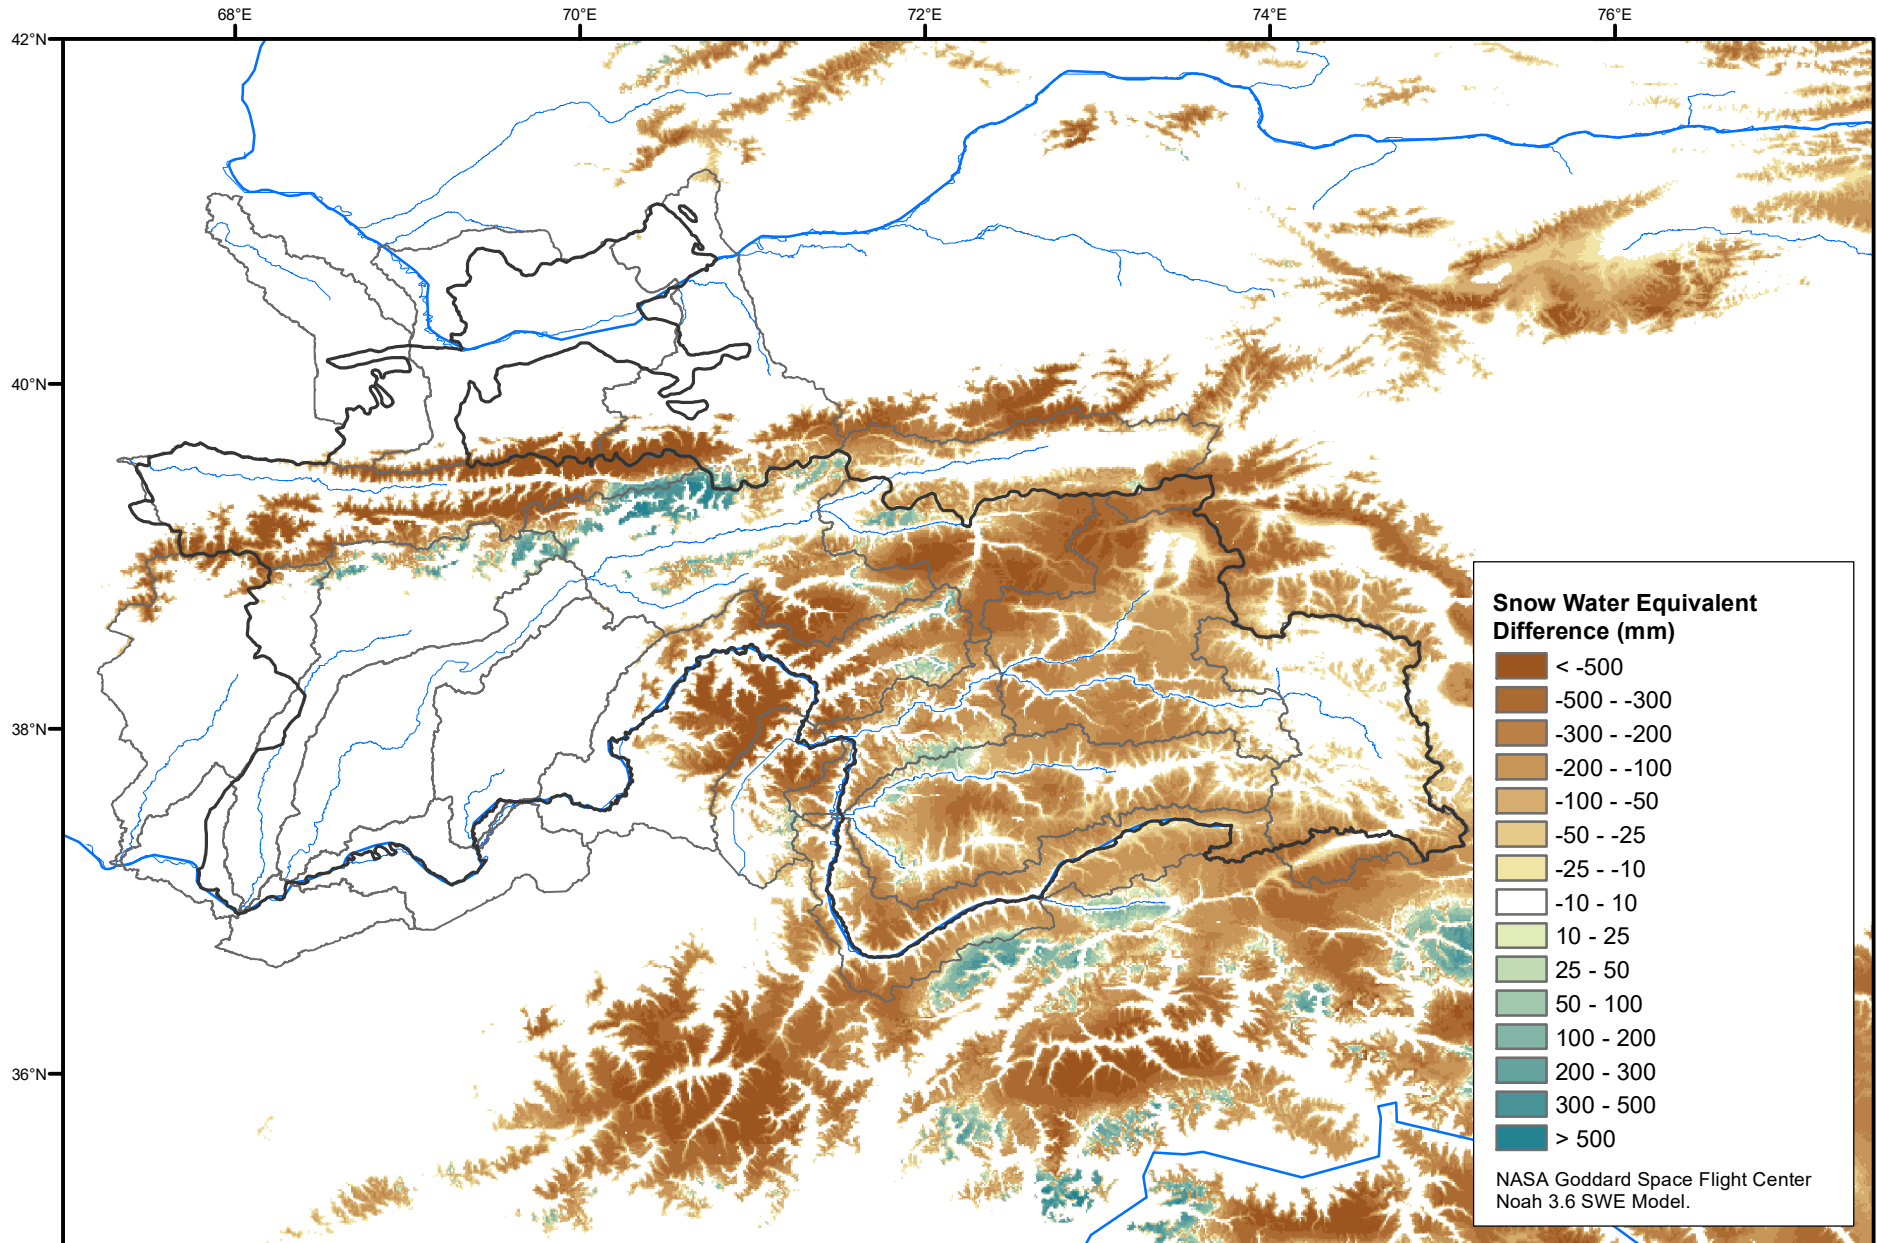 68°E
70°E
72°E
74°E
76°E
42°N
40°N
38°N
36°N
Snow Water Equivalent
Difference (mm)
< -500
-500 - -300
-300 - -200
-200 - -100
-100 - -50
-50 - -25
-25 - -10
-10 - 10
10 - 25
25 - 50
50 - 100
100 - 200
200 - 300
300 - 500
> 500
NASA Goddard Space Flight Center
Noah 3.6 SWE Model.